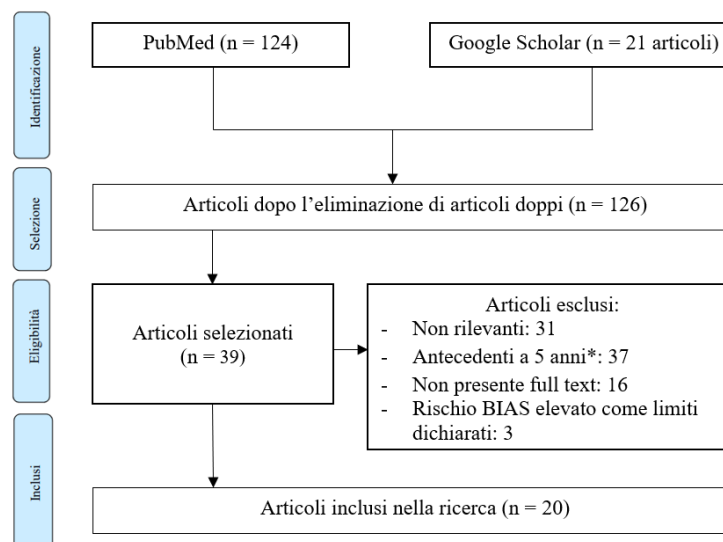 Identificazione
PubMed (n = 124)
Google Scholar (n = 21 articoli)
Selezione
Articoli dopo l'eliminazione di articoli doppi (n = 126)
Eligibilità
Articoli selezionati
(n = 39)
Articoli esclusi:
- Non rilevanti: 31
- Antecedenti a 5 anni*: 37
- Non presente full text: 16
- Rischio BIAS elevato come limiti
dichiarati: 3
Inclusi
Articoli inclusi nella ricerca (n = 20)